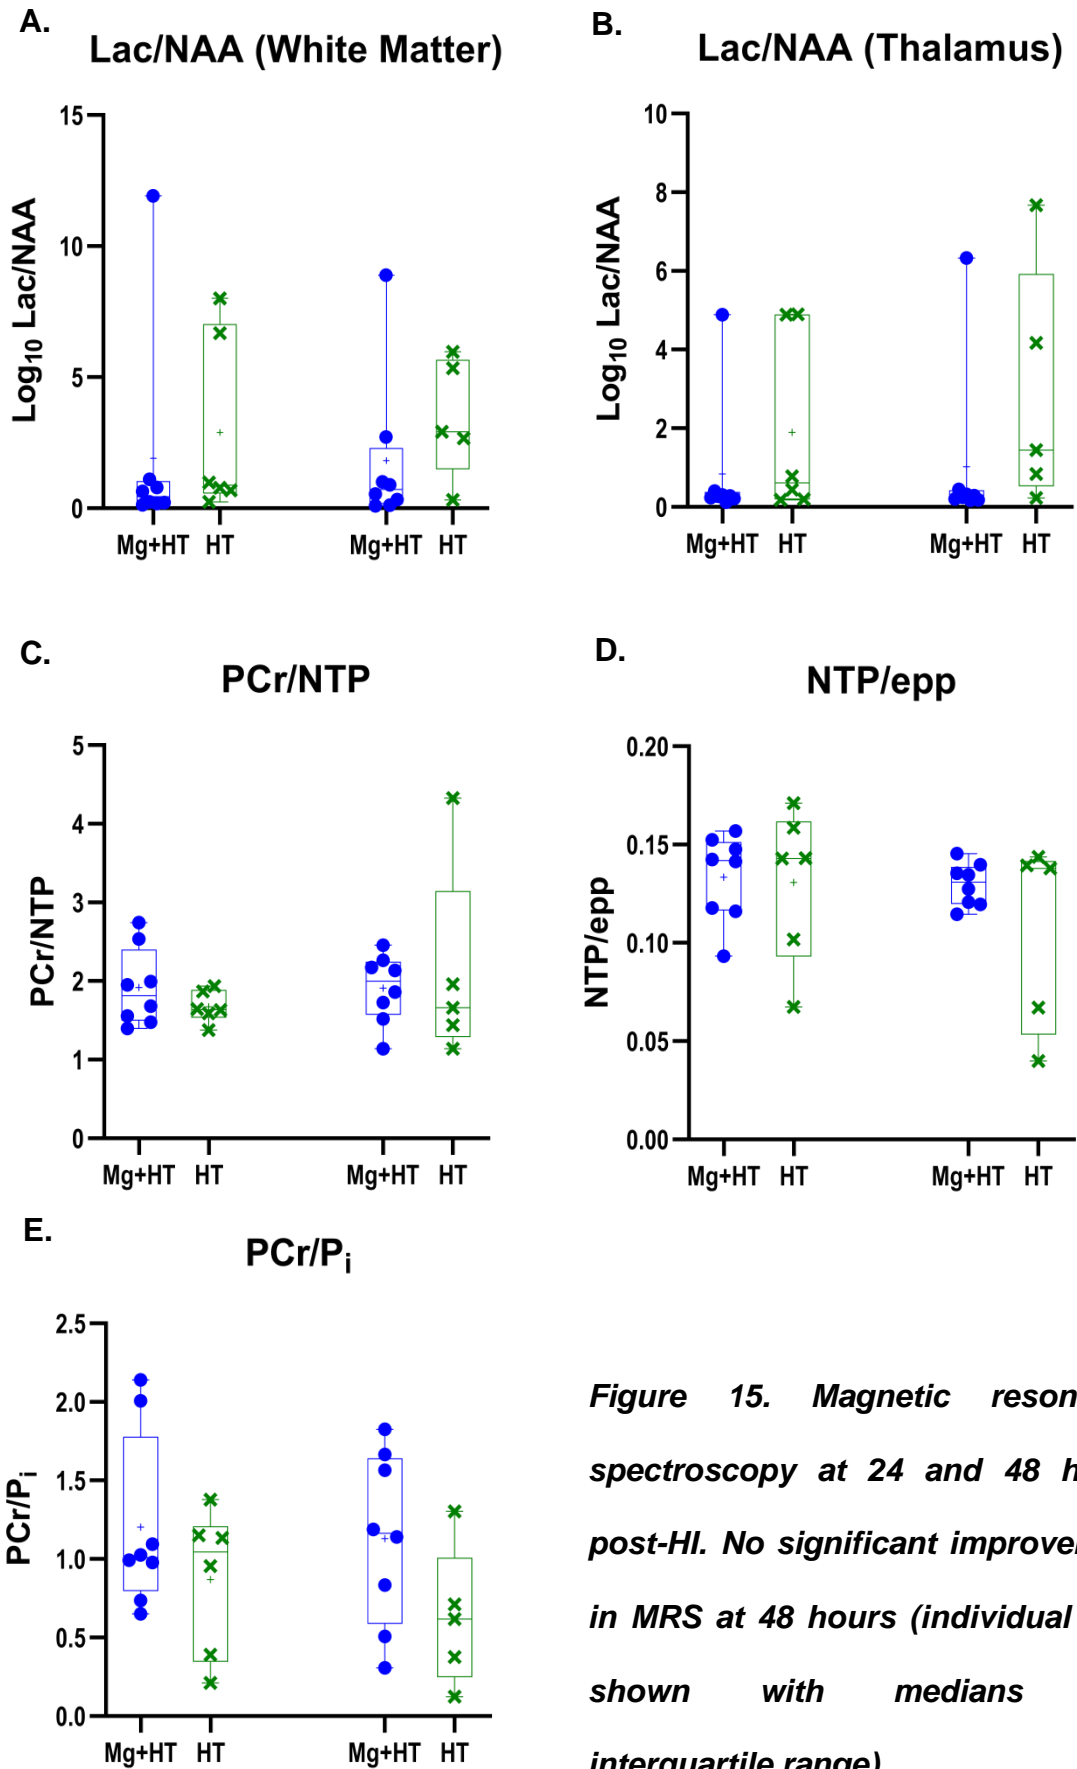 A.
Lac/NAA (White Matter)
Log10 Lac/NAA
15
10
5
0
Mg+HT HT Mg+HT HT
B.
Lac/NAA (Thalamus)
Log10 Lac/NAA
10
8
6
4
2
0
Mg+HT HT Mg+HT HT
C.
PCr/NTP
PCr/NTP
5
4
3
2
1
0
Mg+HT HT Mg+HT HT
D.
NTP/epp
NTP/epp
0.20
0.15
0.10
0.05
0.00
Mg+HT HT Mg+HT HT
E.
PCr/Pi
PCr/Pi
2.5
2.0
1.5
1.0
0.5
0.0
Mg+HT HT Mg+HT HT
Figure 15. Magnetic reson
spectroscopy at 24 and 48 h
post-HI. No significant improve
in MRS at 48 hours (individual
shown with medians
interquartile range)